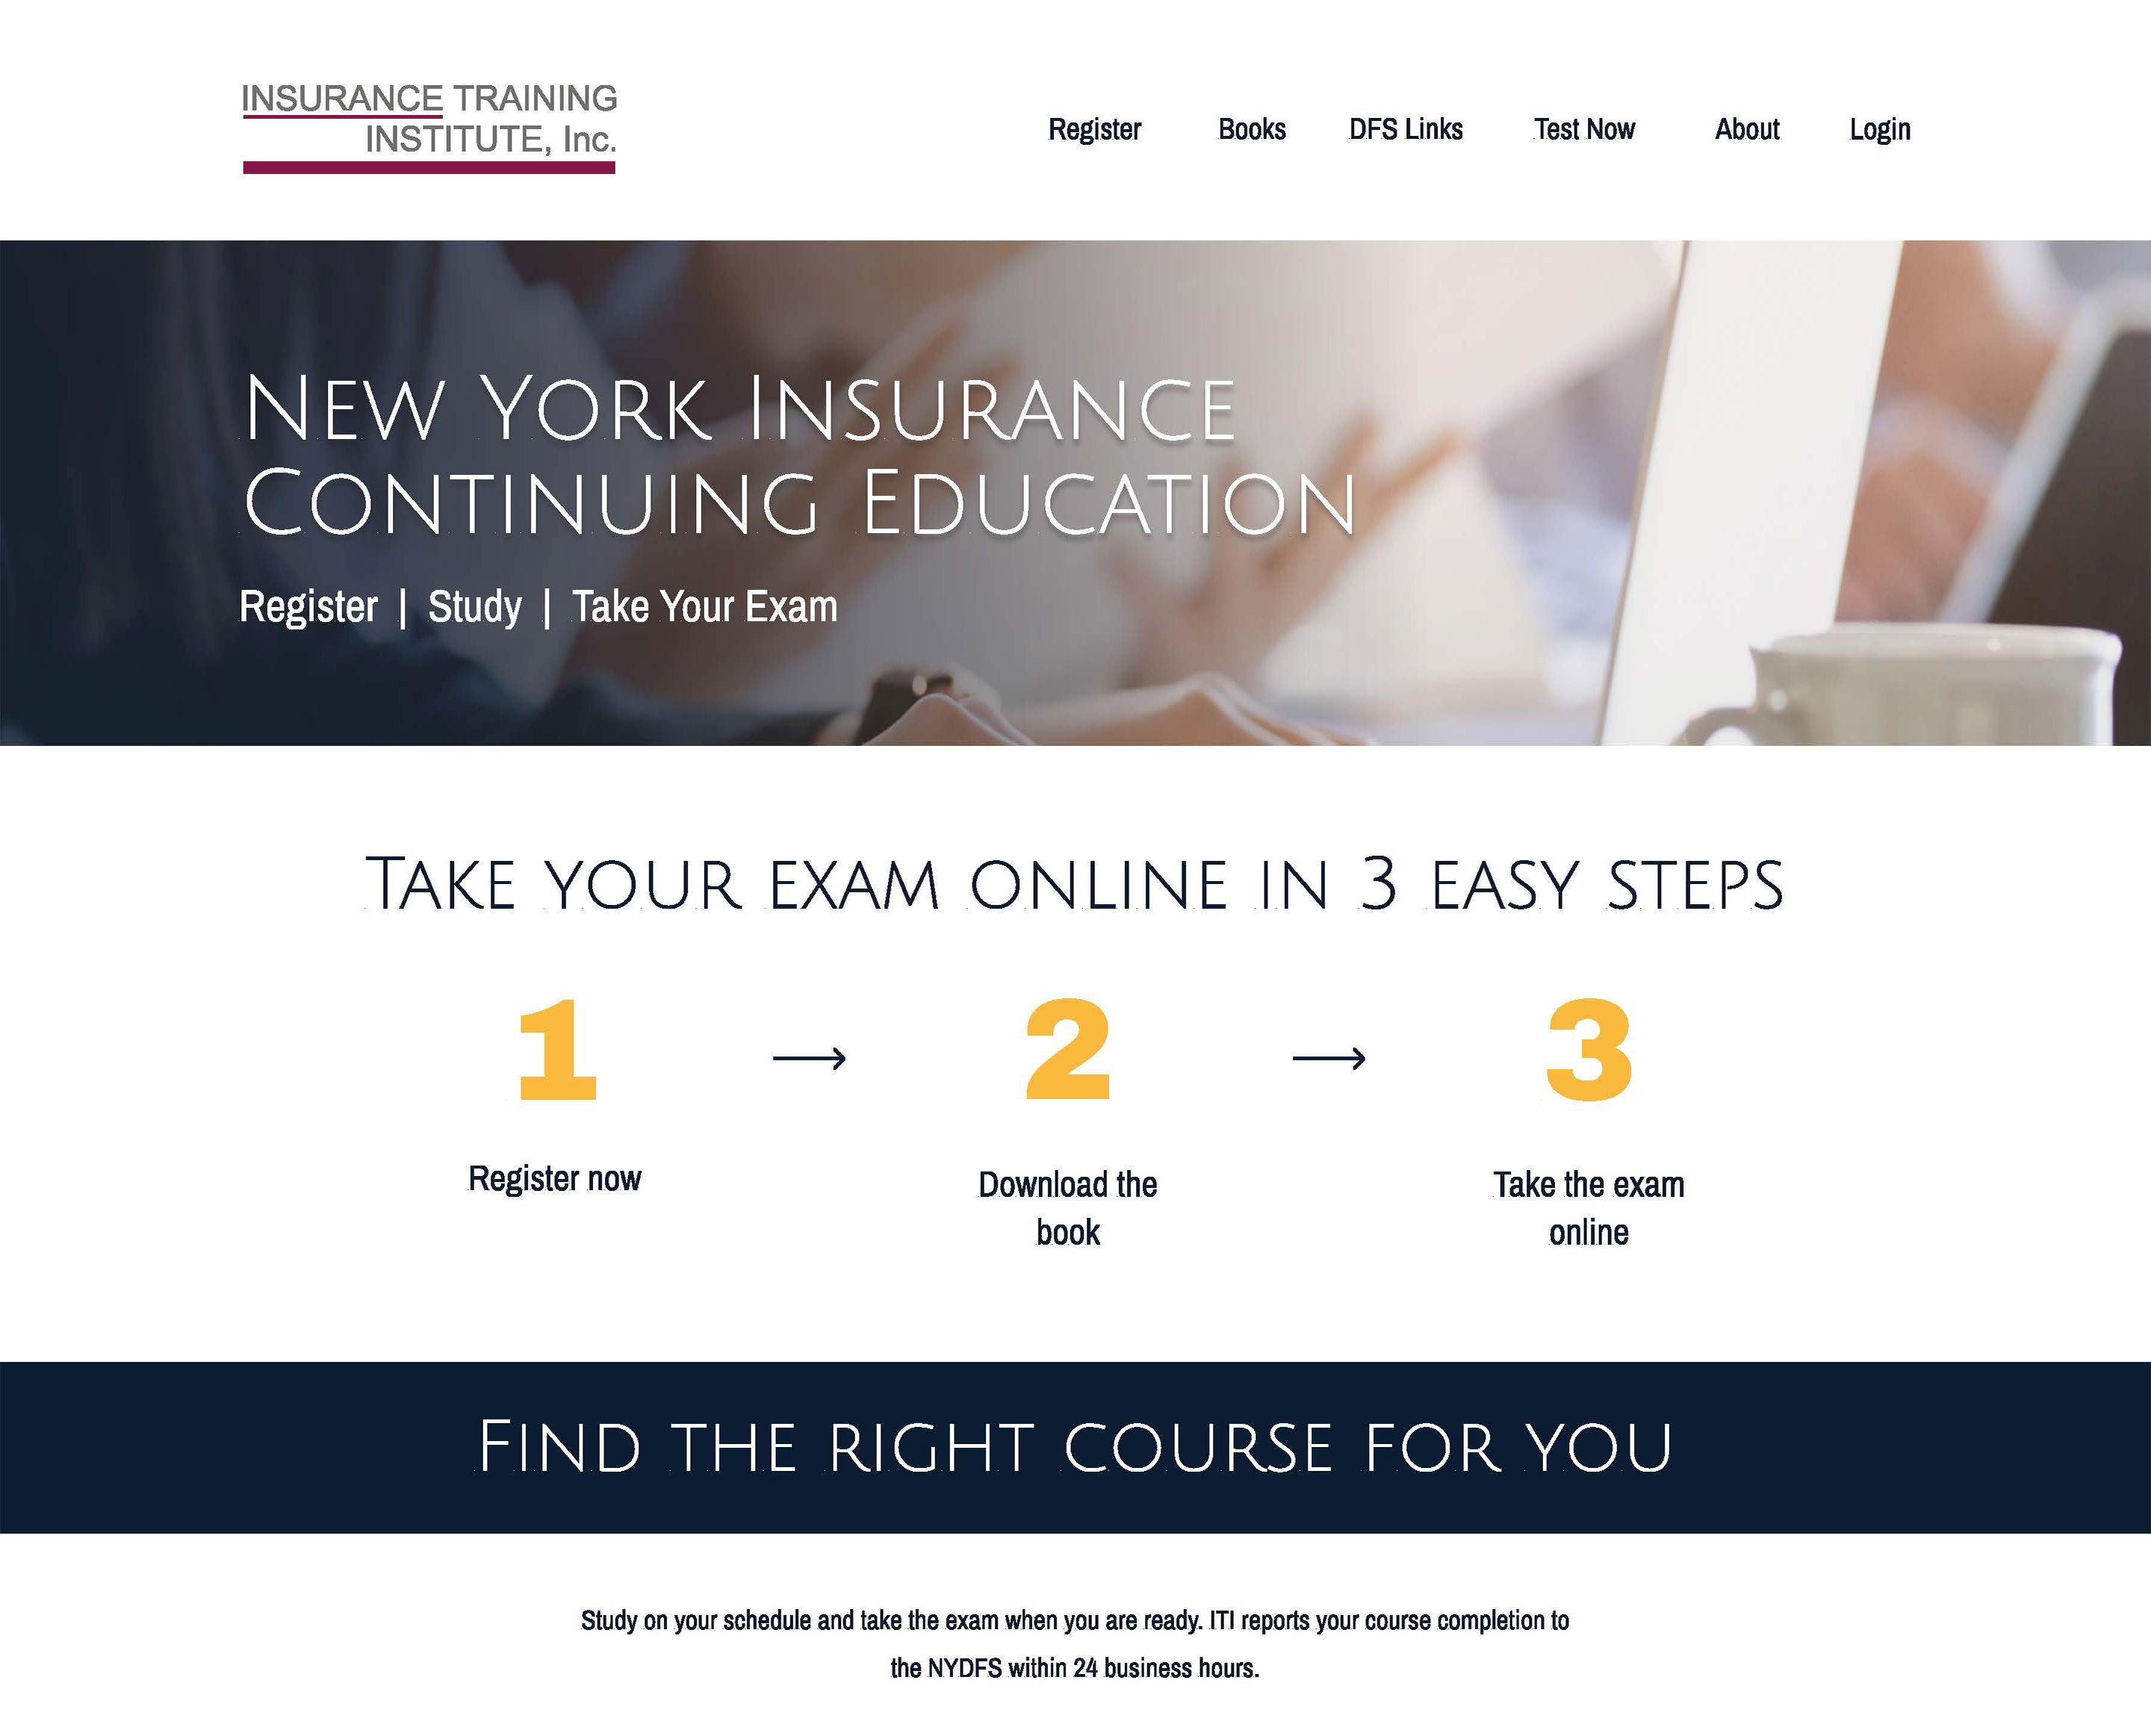 INSURANCE TRAINING
INSTITUTE, Inc.
Register Books DFS Links Test Now About Login
New York Insurance
Continuing Education
Register | Study | Take Your Exam
Take your exam online in 3 easy steps
1 → 2 → 3
Register now
Download the
book
Take the exam
online
Find the right course for you
Study on your schedule and take the exam when you are ready. ITI reports your course completion to
the NYDFS within 24 business hours.